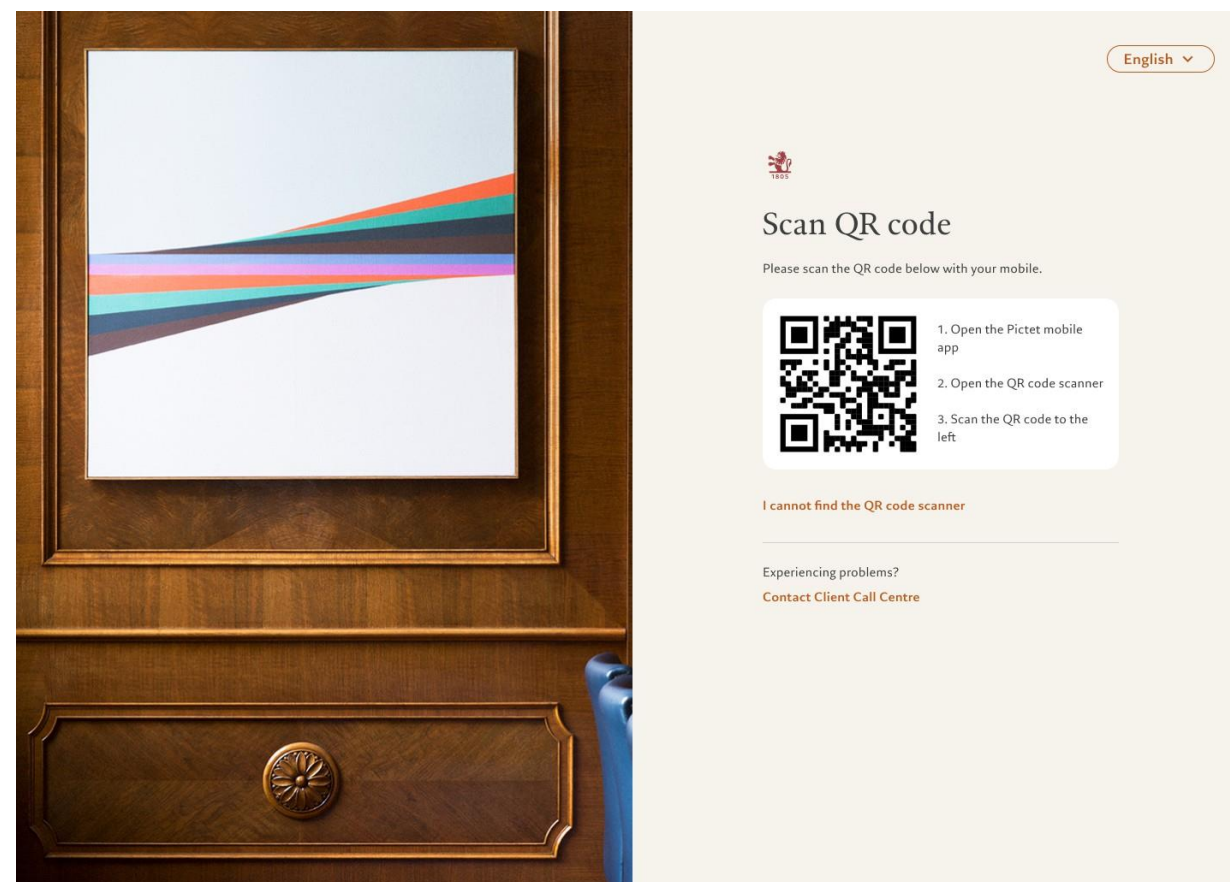 English
1805
Scan QR code
Please scan the QR code below with your mobile.
1. Open the Pictet mobile
app
2. Open the QR code scanner
3. Scan the QR code to the
left
I cannot find the QR code scanner
Experiencing problems?
Contact Client Call Centre